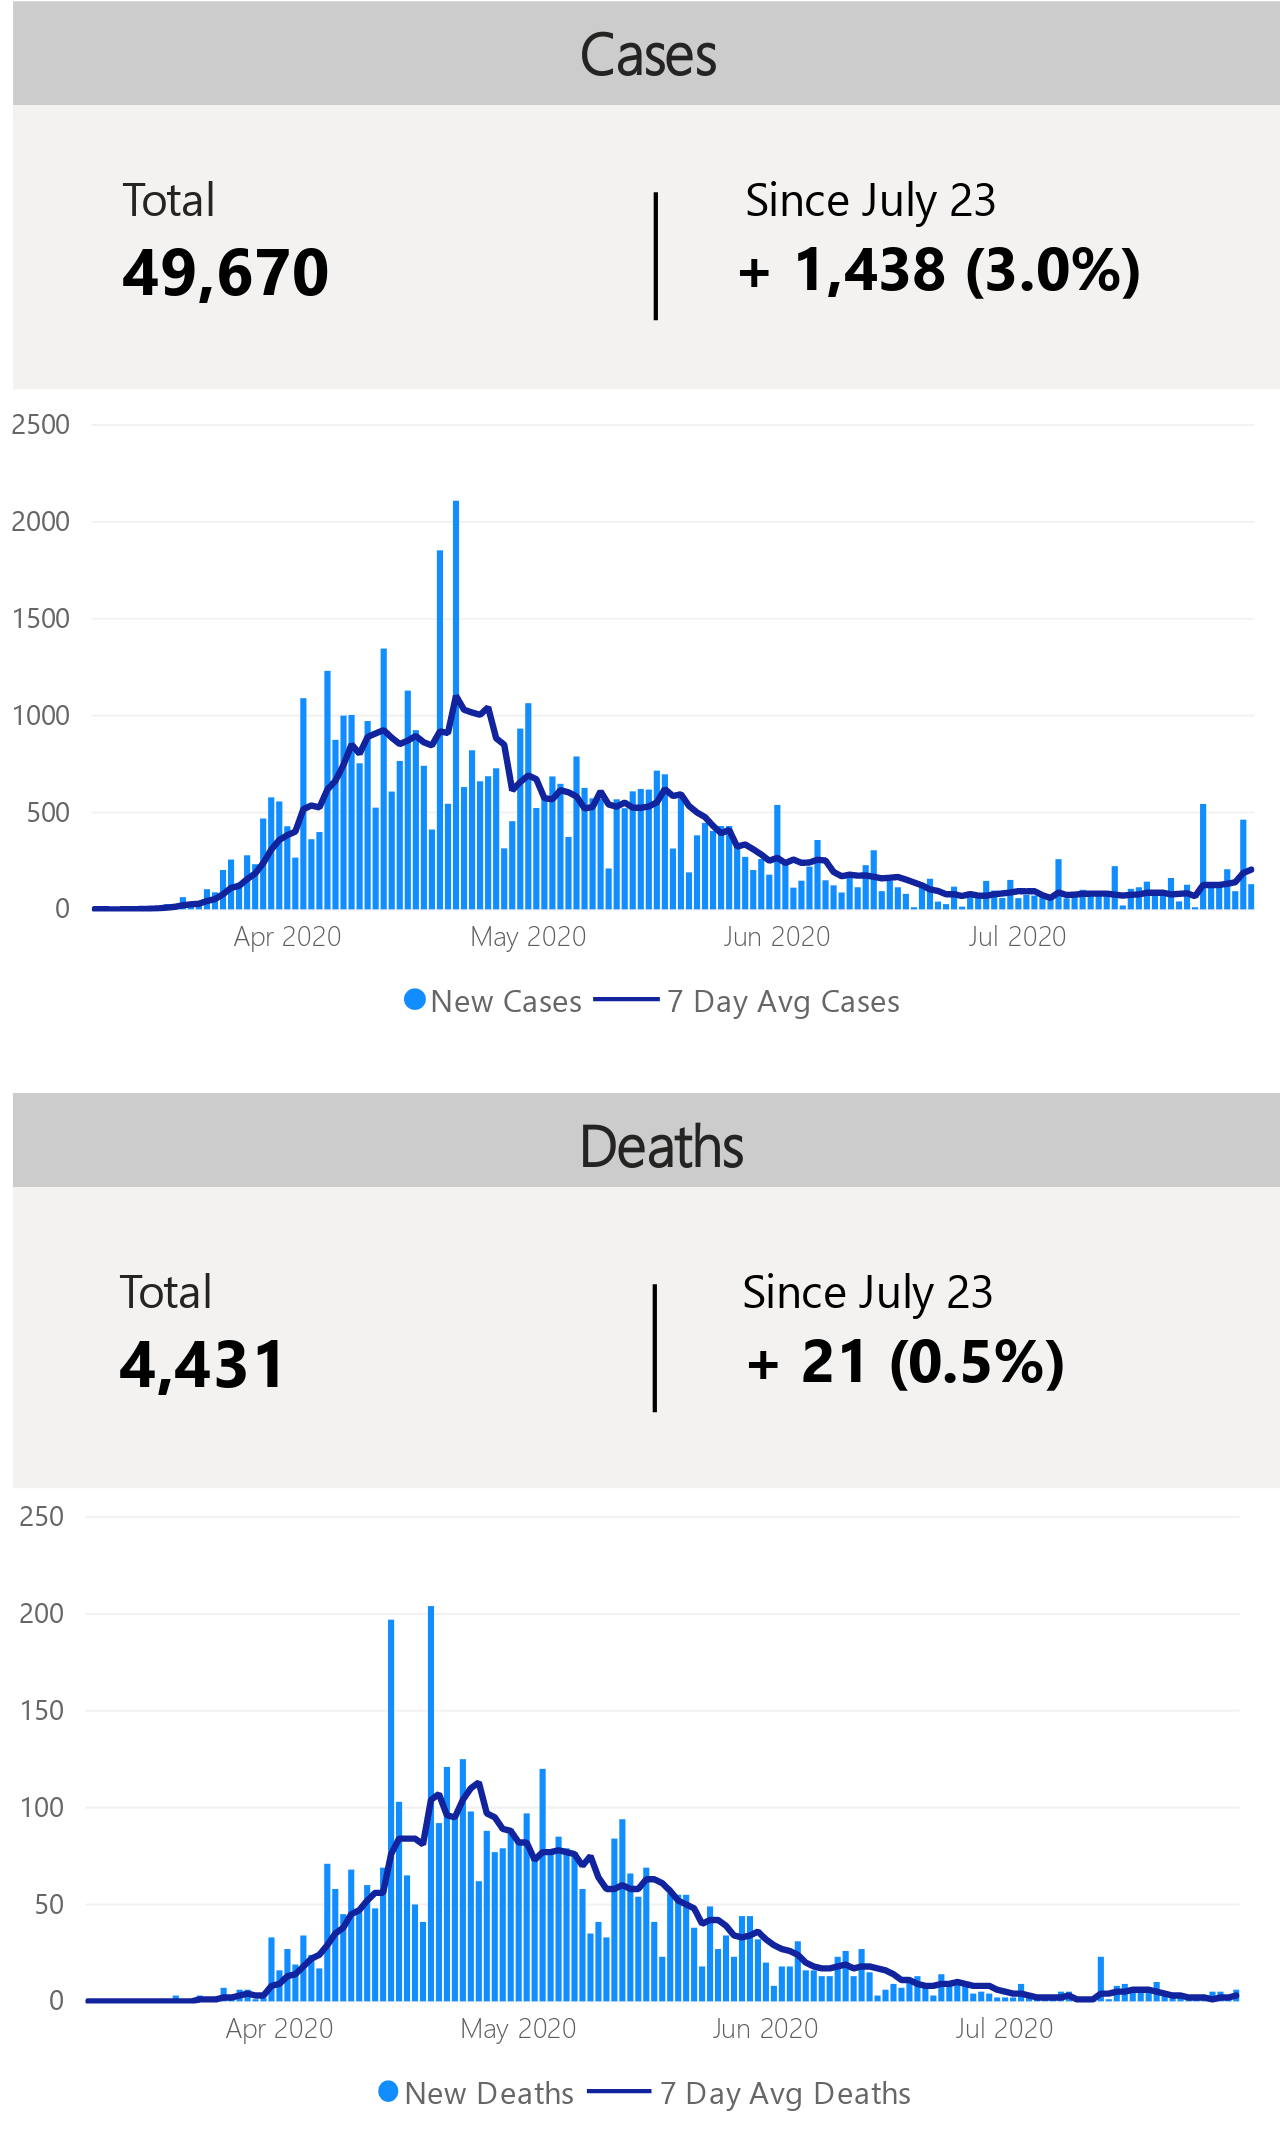 Cases
Total
Since July 23
49,670
+ 1,438 (3.0%)
2500
2000
1500
1000
500
0
Apr 2020
May 2020
Jun 2020
Jul 2020
New Cases
7 Day Avg Cases
Deaths
Total
Since July 23
4,431
+ 21 (0.5%)
250
200
150
100
50
0
Apr 2020
May 2020
Jun 2020
Jul 2020
New Deaths
7 Day Avg Deaths